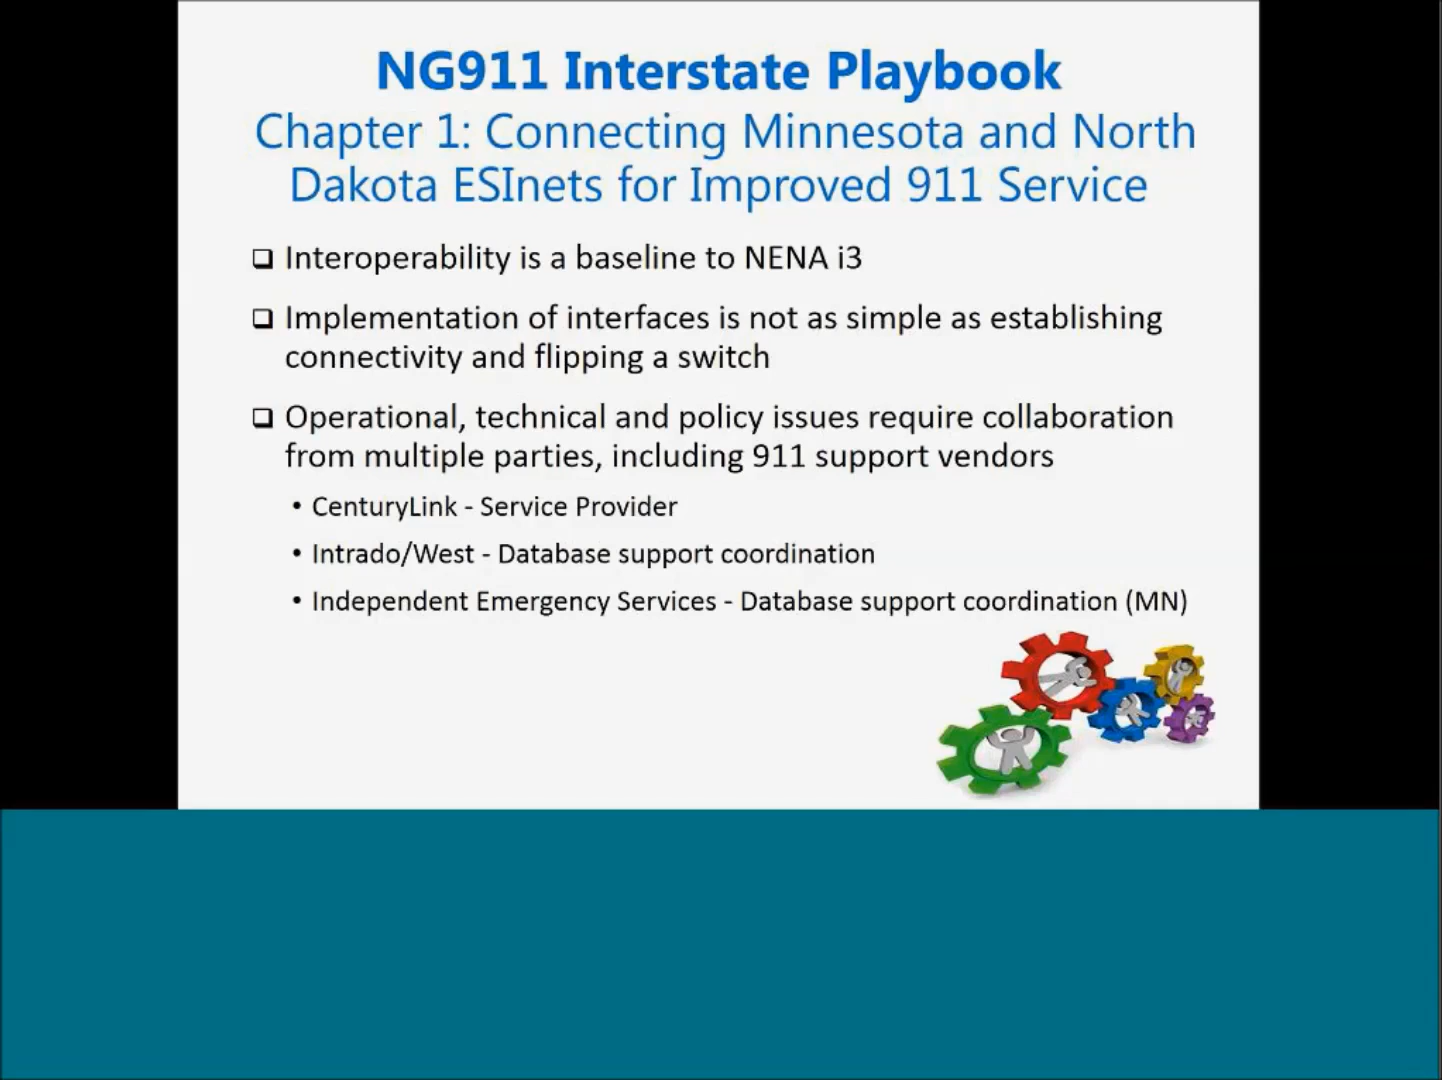 NG911 Interstate Playbook
Chapter 1: Connecting Minnesota and North
Dakota ESInets for Improved 911 Service
❑ Interoperability is a baseline to NENA i3
❑ Implementation of interfaces is not as simple as establishing
connectivity and flipping a switch
❑ Operational, technical and policy issues require collaboration
from multiple parties, including 911 support vendors
• CenturyLink - Service Provider
• Intrado/West - Database support coordination
• Independent Emergency Services - Database support coordination (MN)